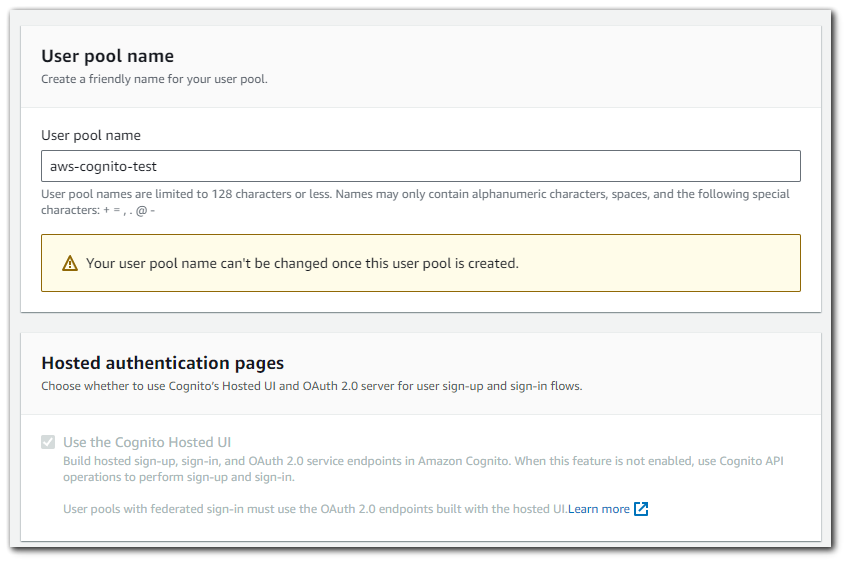 User pool name
Create a friendly name for your user pool.
User pool name
aws-cognito-test
User pool names are limited to 128 characters or less. Names may only contain alphanumeric characters, spaces, and the following special
characters: + = , . @ -
Your user pool name can't be changed once this user pool is created.
Hosted authentication pages
Choose whether to use Cognito's Hosted UI and OAuth 2.0 server for user sign-up and sign-in flows.
Use the Cognito Hosted UI
Build hosted sign-up, sign-in, and OAuth 2.0 service endpoints in Amazon Cognito. When this feature is not enabled, use Cognito API
operations to perform sign-up and sign-in.
User pools with federated sign-in must use the OAuth 2.0 endpoints built with the hosted UI.Learn more